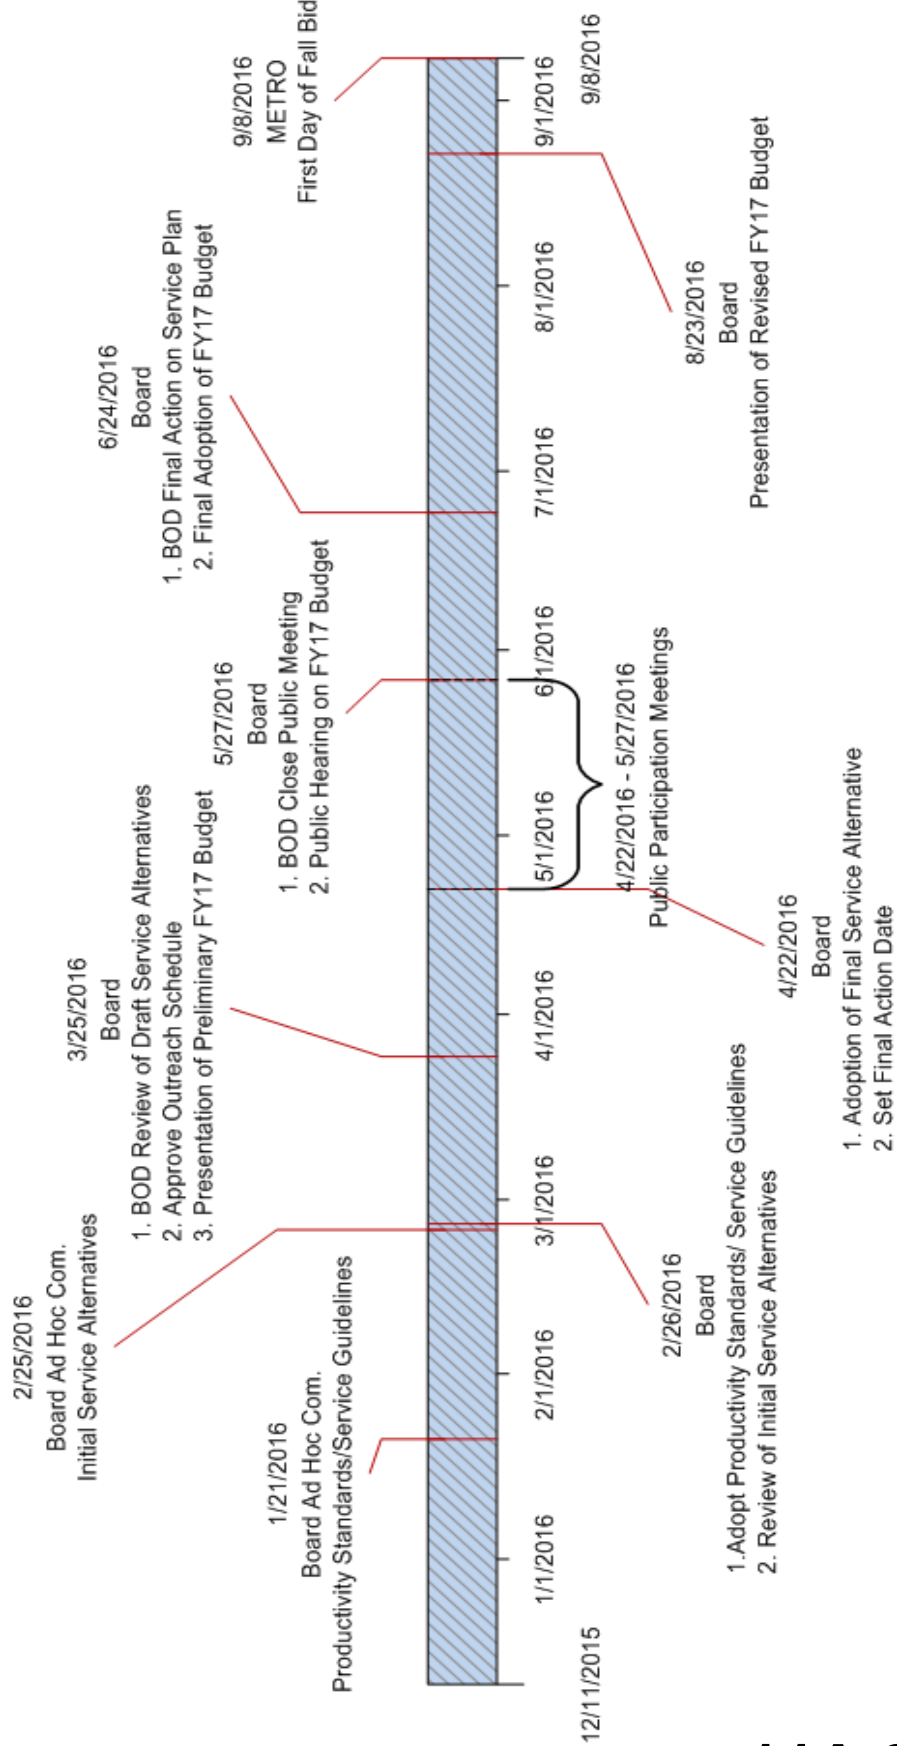 2/25/2016
Board Ad Hoc Com.
Initial Service Alternatives
3/25/2016
Board
1. BOD Review of Draft Service Alternatives
2. Approve Outreach Schedule
3. Presentation of Preliminary FY17 Budget
6/24/2016
Board
1. BOD Final Action on Service Plan
2. Final Adoption of FY17 Budget
1/21/2016
Board Ad Hoc Com.
Productivity Standards/Service Guidelines
5/27/2016
Board
1. BOD Close Public Meeting
2. Public Hearing on FY17 Budget
9/8/2016
METRO
First Day of Fall Bid
1/1/2016
2/1/2016
3/1/2016
4/1/2016
5/1/2016
6/1/2016
7/1/2016
8/1/2016
9/1/2016
12/11/2015
9/8/2016
4/22/2016 - 5/27/2016
Public Participation Meetings
2/26/2016
Board
1.Adopt Productivity Standards/ Service Guidelines
2. Review of Initial Service Alternatives
4/22/2016
Board
1. Adoption of Final Service Alternative
2. Set Final Action Date
8/23/2016
Board
Presentation of Revised FY17 Budget